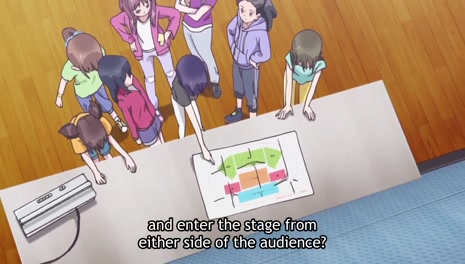 and enter the stage from
either side of the audience?